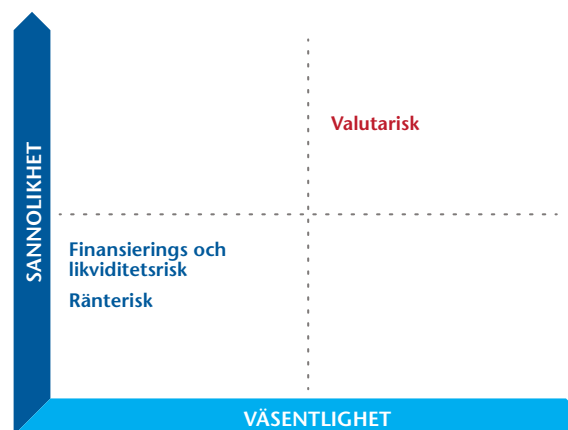 SANNOLIKHET
Valutarisk
Finansierings och
likviditetsrisk
Ränterisk
VÄSENTLIGHET